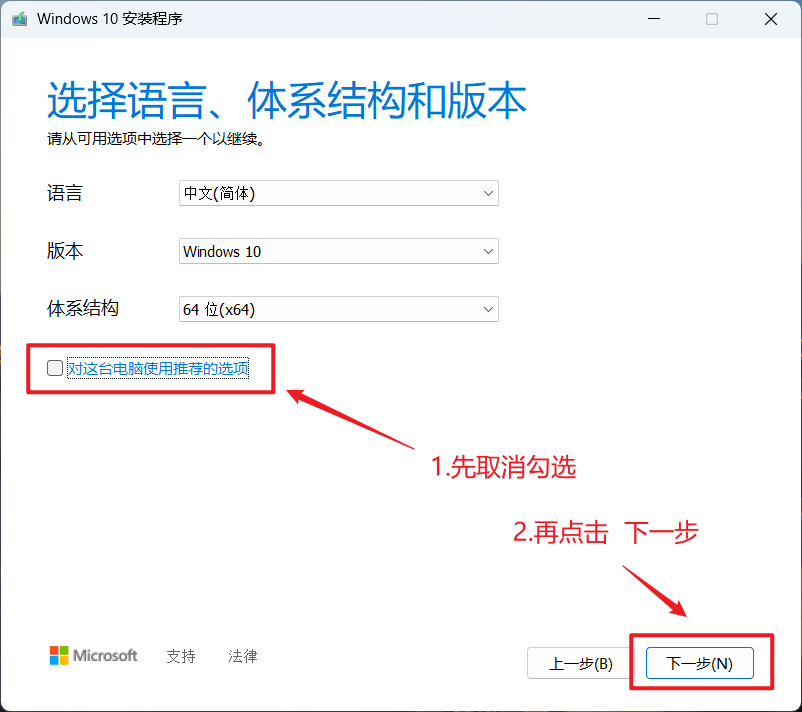 Windows 10 安装程序
选择语言、体系结构和版本
请从可用选项中选择一个以继续。
语言 中文(简体)
版本 Windows 10
体系结构 64 位(x64)
对这台电脑使用推荐的选项
1.先取消勾选
2.再点击 下一步
Microsoft 支持 法律 上一步(B) 下一步(N)